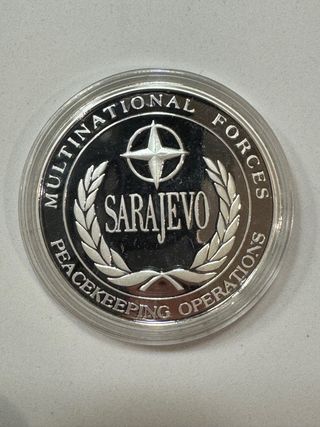 MULTINATIONAL FORCES
SARAJEVO
PEACEKEEPING OPERATIONS